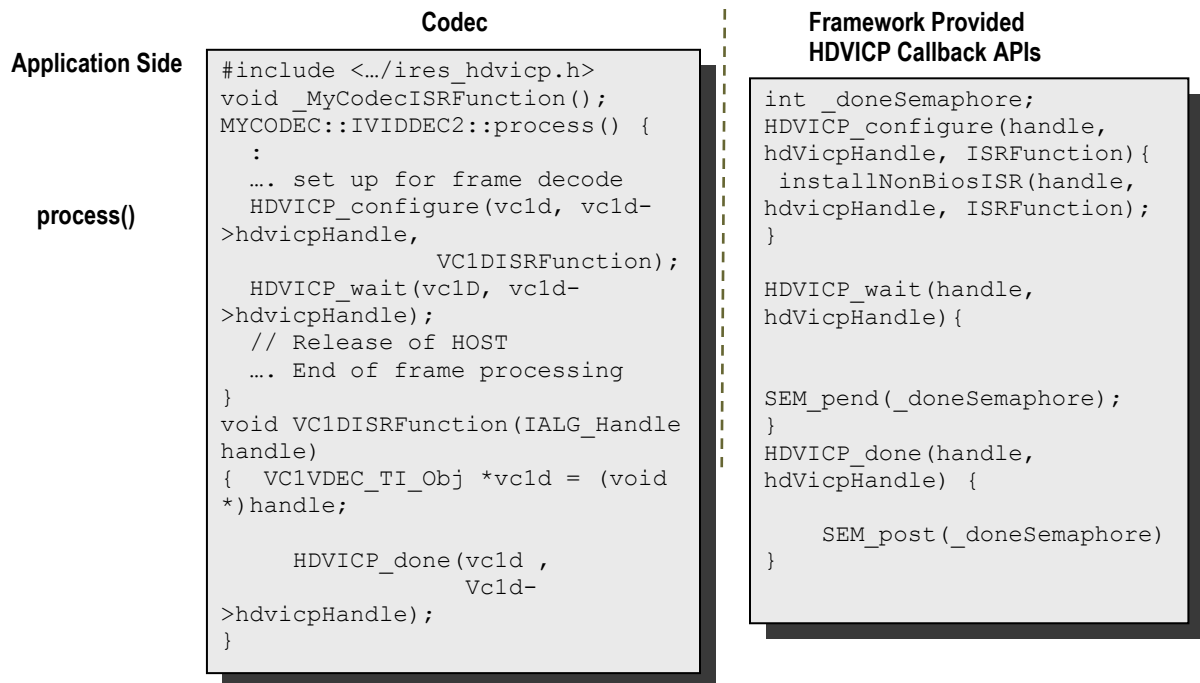 Codec
Framework Provided
HDVICP Callback APIs
Application Side
process()
#include <…/ires_hdvicp.h>
void _MyCodecISRFunction();
MYCODEC::IVIDDEC2::process() {
:
…. set up for frame decode
HDVICP_configure(vc1d, vc1d-
>hdvicpHandle,
VC1DISRFunction);
HDVICP_wait(vc1D, vc1d-
>hdvicpHandle);
// Release of HOST
…. End of frame processing
}
void VC1DISRFunction(IALG_Handle
handle)
{ VC1VDEC_TI_Obj *vc1d = (void
*)handle;
HDVICP_done(vc1d ,
Vc1d-
>hdvicpHandle);
}
int _doneSemaphore;
HDVICP_configure(handle,
hdVicpHandle, ISRFunction){
installNonBiosISR(handle,
hdvicpHandle, ISRFunction);
}
HDVICP_wait(handle,
hdVicpHandle){
SEM_pend(_doneSemaphore);
}
HDVICP_done(handle,
hdVicpHandle) {
SEM_post(_doneSemaphore)
}